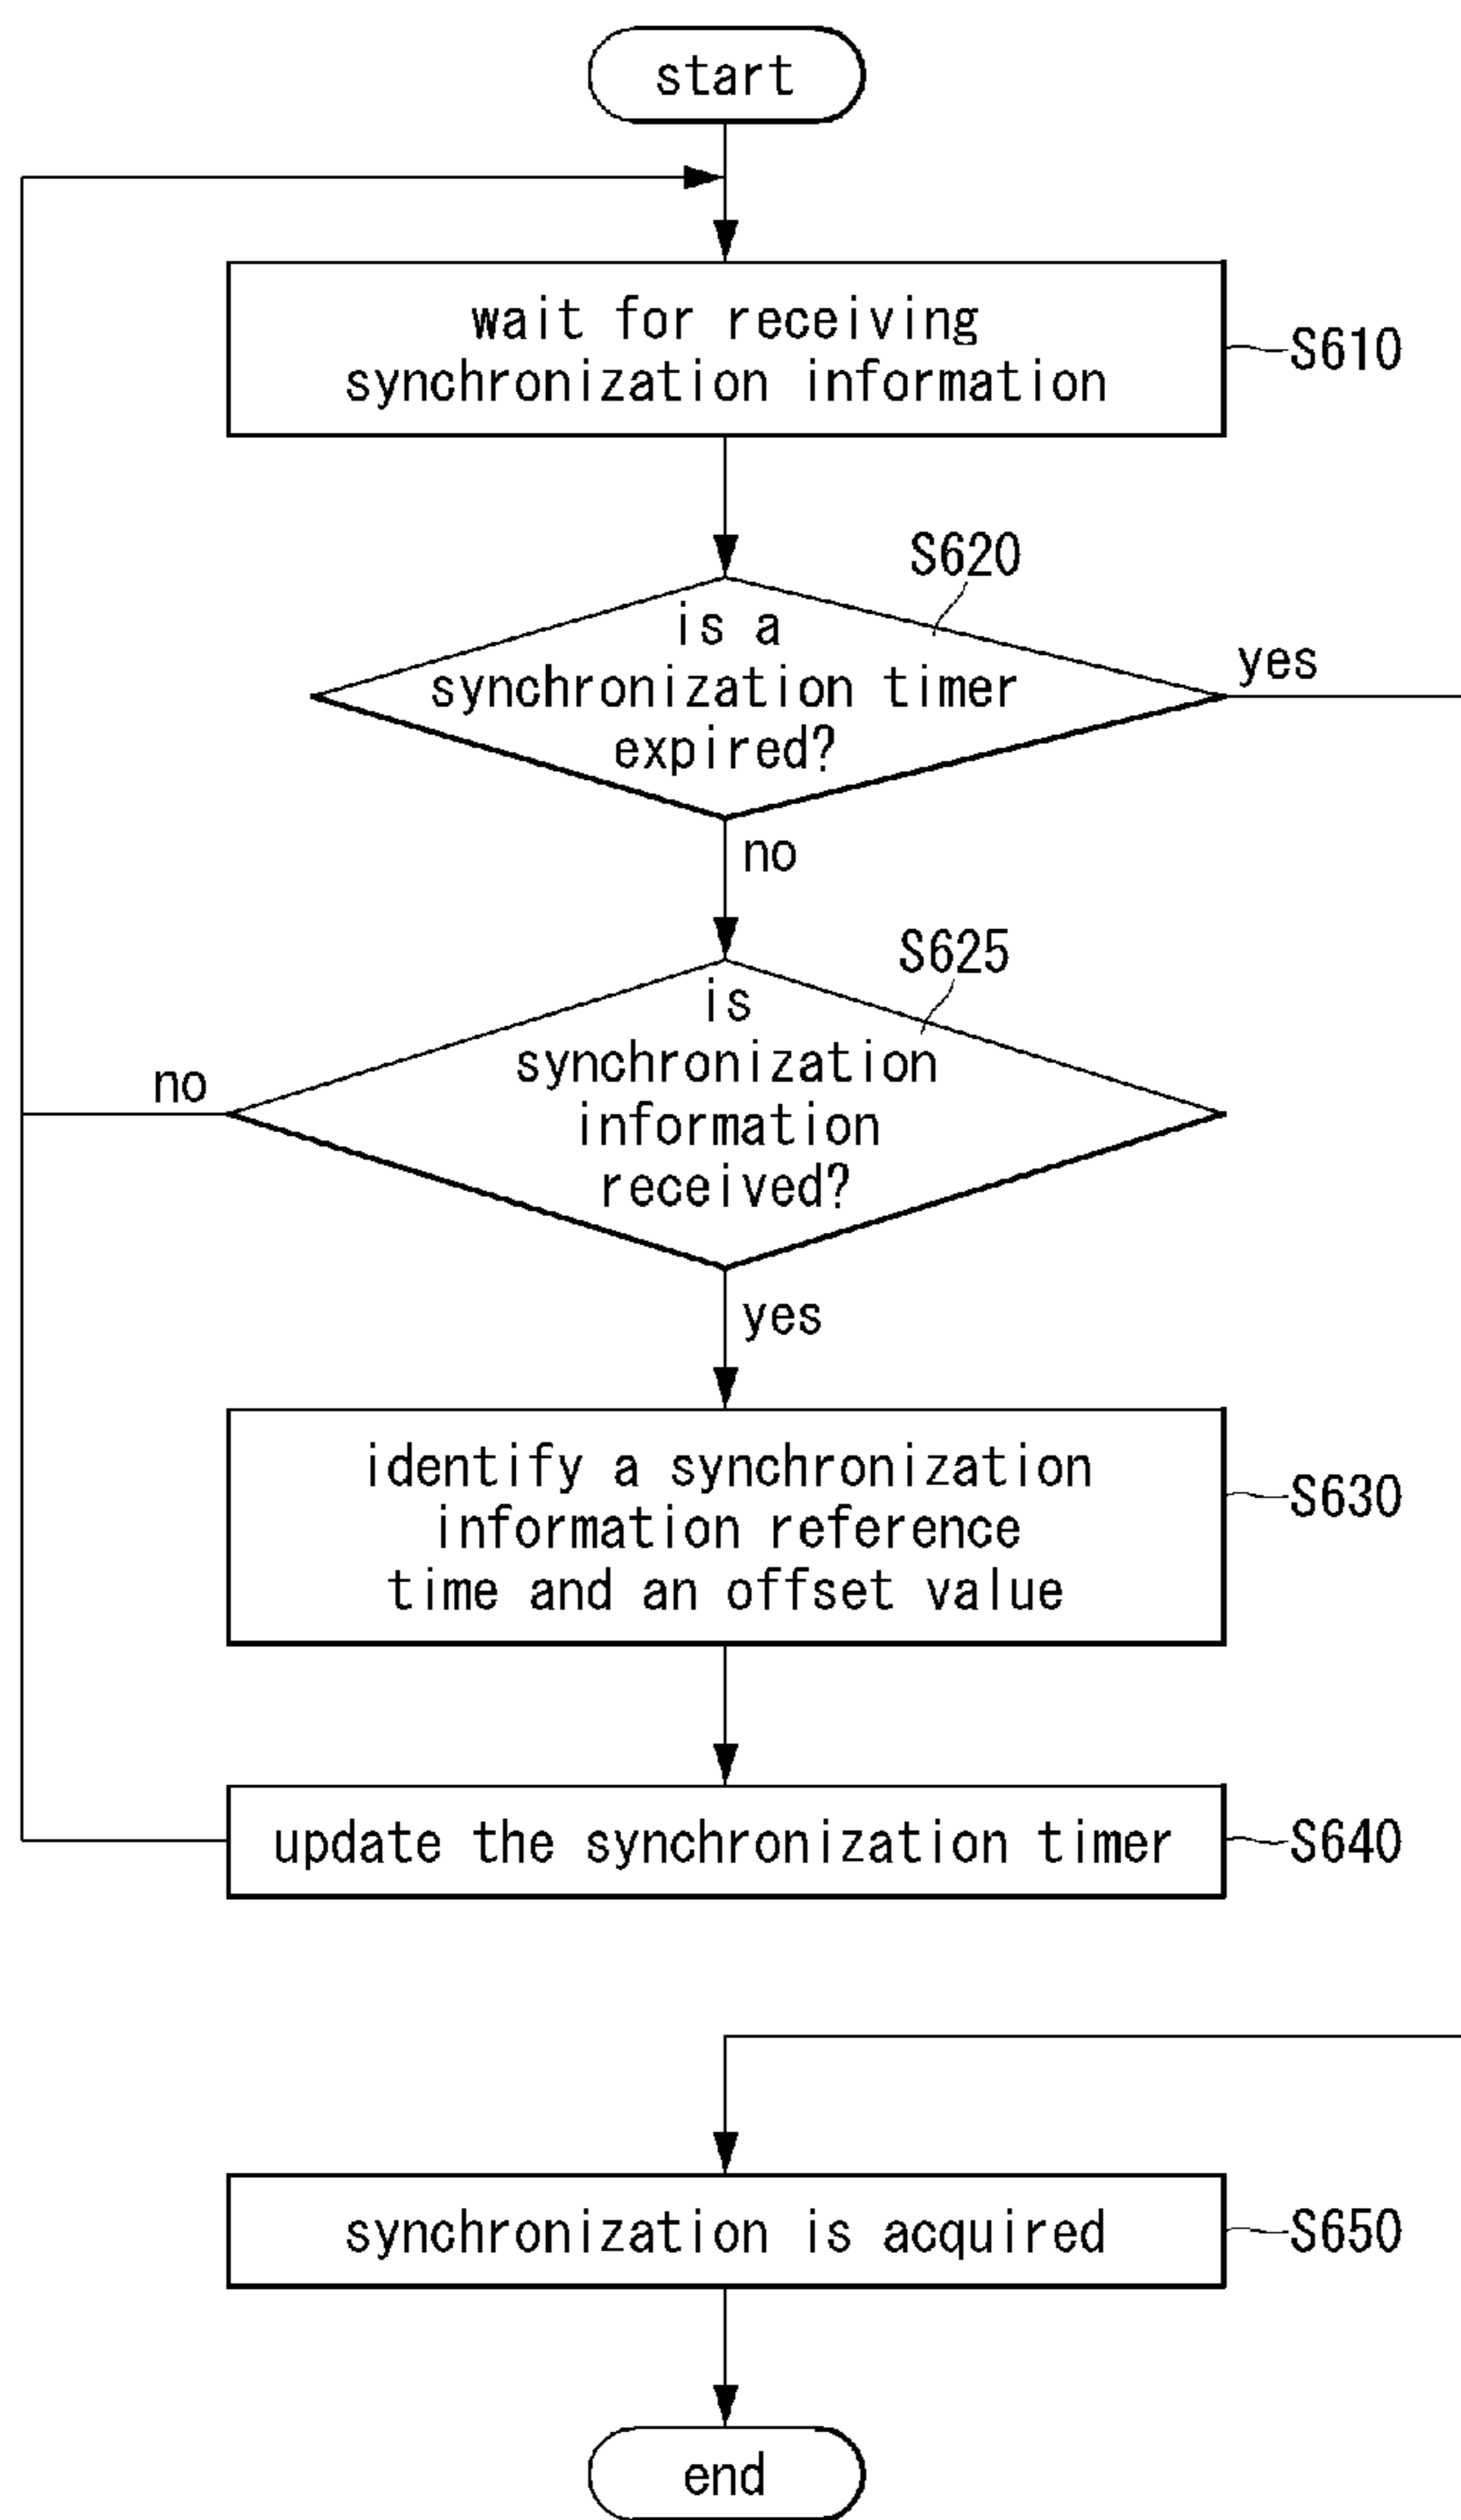 start
wait for receiving
synchronization information
S610
S620
is a
synchronization timer
expired?
yes
no
S625
is
synchronization
information
received?
no
yes
identify a synchronization
information reference
time and an offset value
S630
update the synchronization timer
S640
synchronization is acquired
S650
end